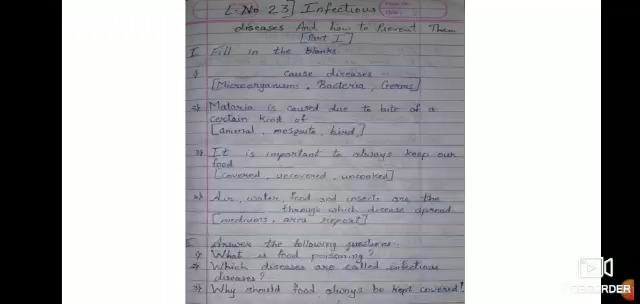 L-No 23] Infectious
diseases And how to Prevent Them
[Part I]
I Fill in the blanks.
1) cause diseases
[Microorganisms, Bacteria, Germs]
2) Malaria is caused due to bite of a
certain kind of
[animal, mosquito, bird]
3) It is important to always keep our
food
[covered, uncovered, uncooked]
4) Air, water, food and insects are the
through which disease spread
[mediums, area, report]
Answer the following questions.
1) What is food poisoning?
2) Which diseases are called infectious
diseases?
3) Why should food always be kept covered?
RECORDER